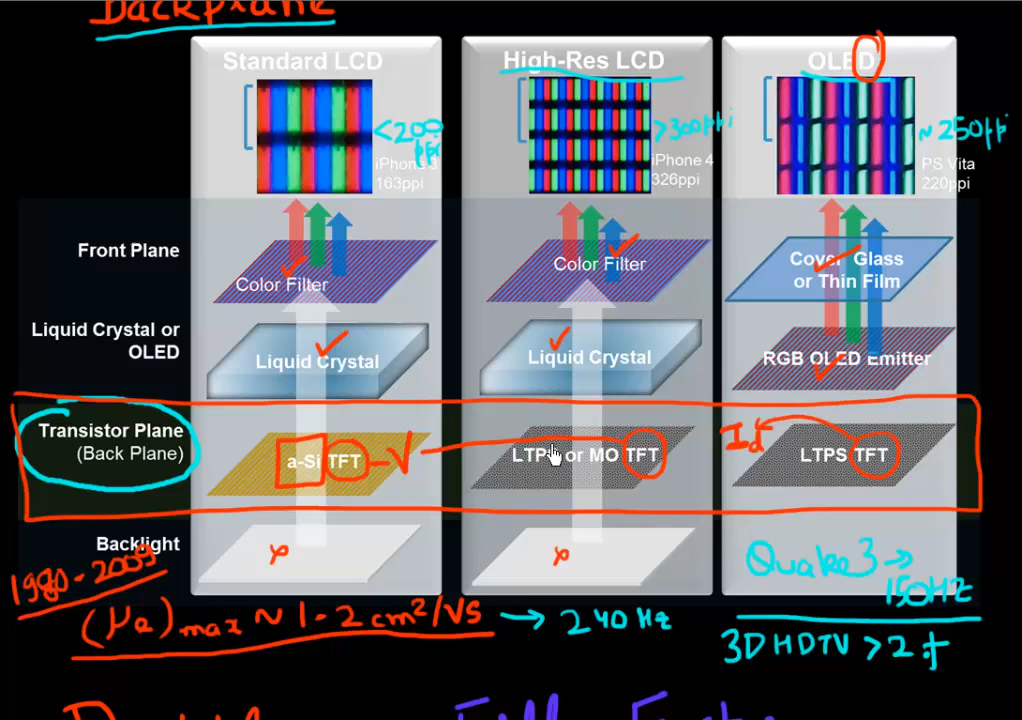 Backplane
Standard LCD
High-Res LCD
OLED
<200 ppi
iPhone 3
163ppi
>300ppi
iPhone 4
326ppi
~250ppi
PS Vita
220ppi
Front Plane
Color Filter
Color Filter
Cover Glass
or Thin Film
Liquid Crystal or
OLED
Liquid Crystal
Liquid Crystal
RGB OLED Emitter
Transistor Plane
(Back Plane)
a-Si TFT
V
LTPS or MO TFT
Id
LTPS TFT
Backlight
1980-2009
Quake3 →
150HZ
(μe)max ~ 1-2 cm²/VS → 240 Hz
3D HDTV > 2f